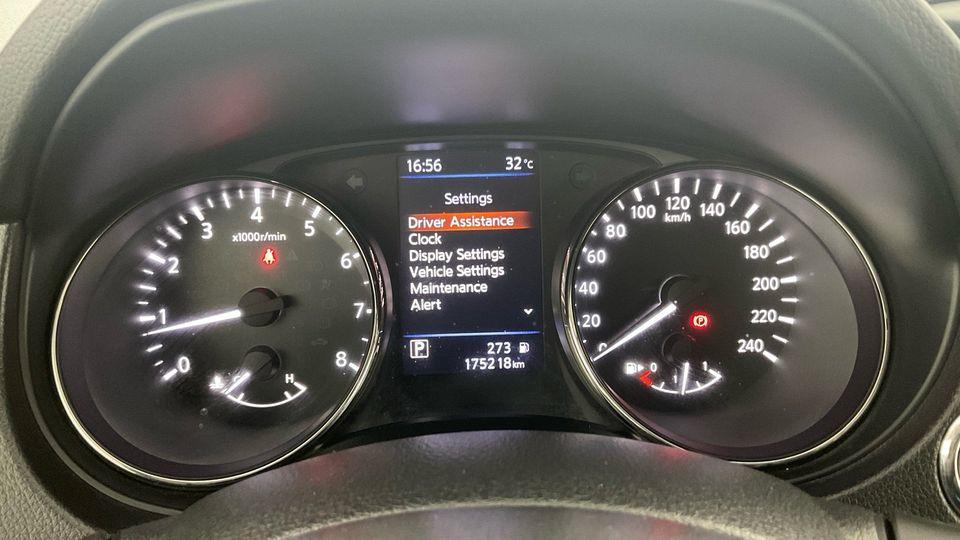 16:56 32°C
Settings
Driver Assistance
Clock
Display Settings
Vehicle Settings
Maintenance
Alert
P 273
175218km
0 1 2 3 4 5 6 7 8
x1000r/min
H
0 20 40 60 80 100 120 140 160 180 200 220 240
km/h
P
0 1